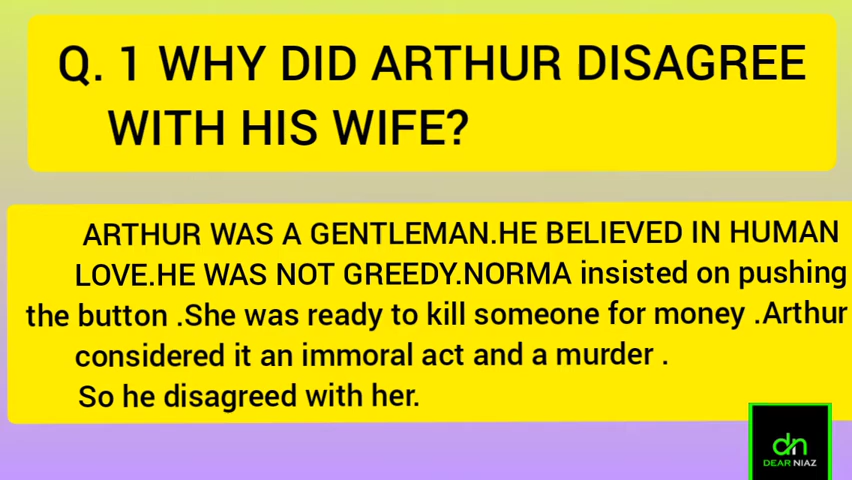 Q. 1 WHY DID ARTHUR DISAGREE
WITH HIS WIFE?
ARTHUR WAS A GENTLEMAN.HE BELIEVED IN HUMAN
LOVE.HE WAS NOT GREEDY.NORMA insisted on pushing
the button .She was ready to kill someone for money .Arthur
considered it an immoral act and a murder .
So he disagreed with her.
dn
DEAR NIAZ